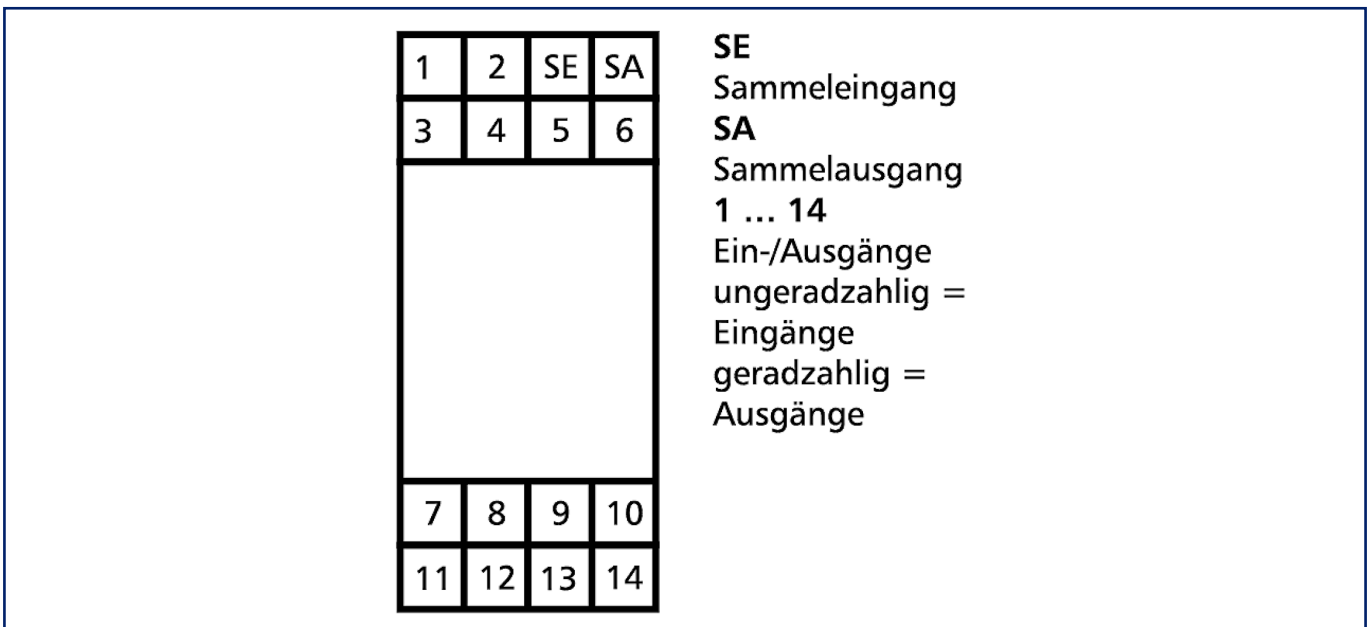 1 2 SE SA
3 4 5 6
7 8 9 10
11 12 13 14
SE
Sammeleingang
SA
Sammelausgang
1 ... 14
Ein-/Ausgänge
ungeradzahlig =
Eingänge
geradzahlig =
Ausgänge